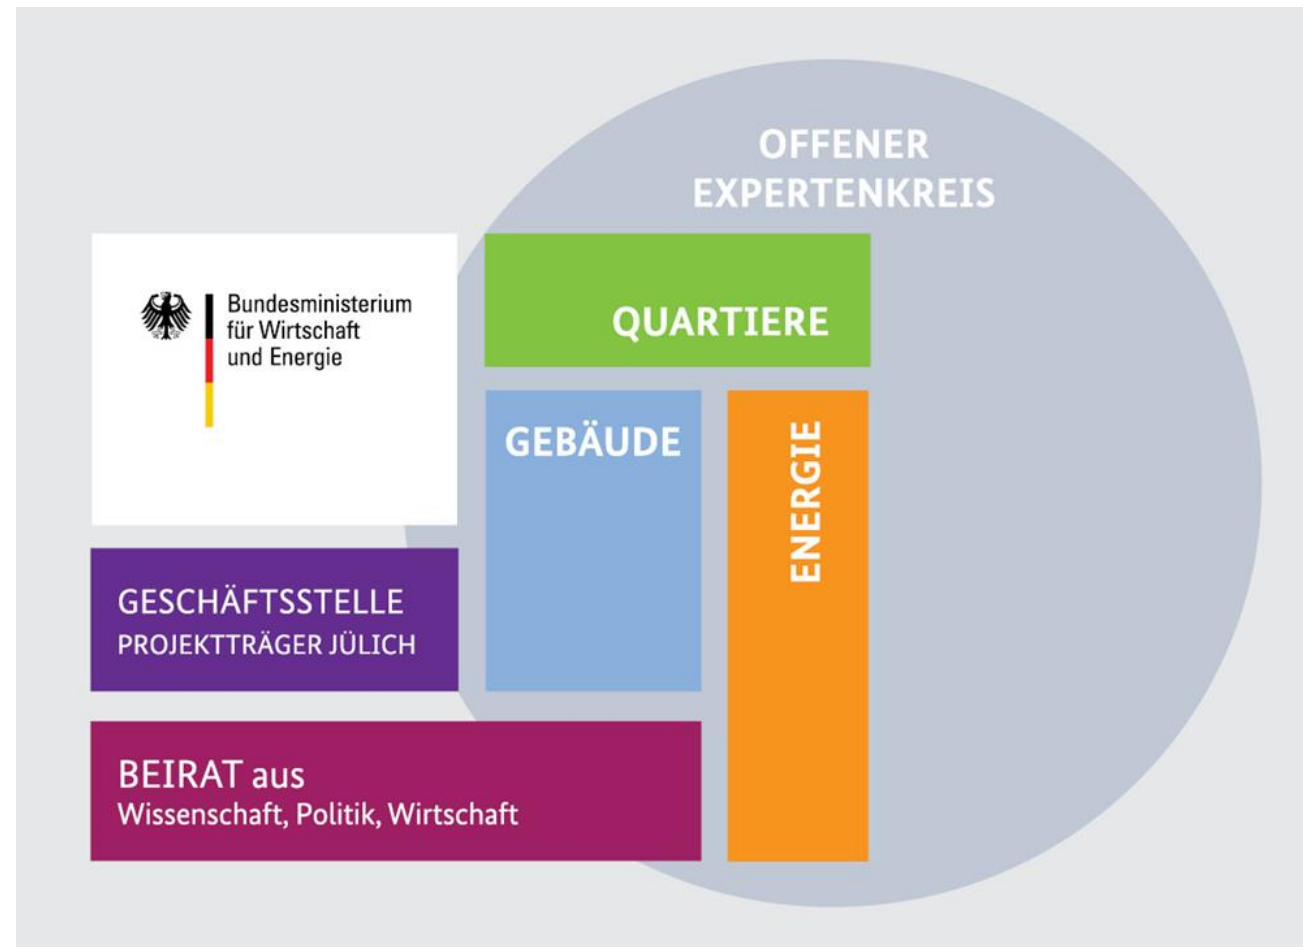 OFFENER
EXPERTENKREIS
Bundesministerium
für Wirtschaft
und Energie
QUARTIERE
GEBÄUDE
ENERGIE
GESCHÄFTSSTELLE
PROJEKTTRÄGER JÜLICH
BEIRAT aus
Wissenschaft, Politik, Wirtschaft